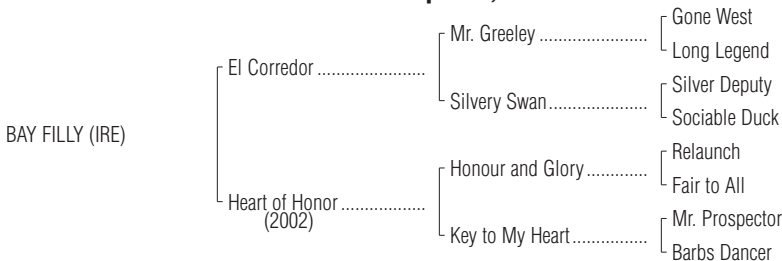 Gone West
Mr. Greeley .......................
Long Legend
El Corredor .......................
Silver Deputy
Silvery Swan.....................
Sociable Duck
BAY FILLY (IRE)
Relaunch
Honour and Glory.............
Fair to All
Heart of Honor ..................
(2002)
Mr. Prospector
Key to My Heart................
Barbs Dancer